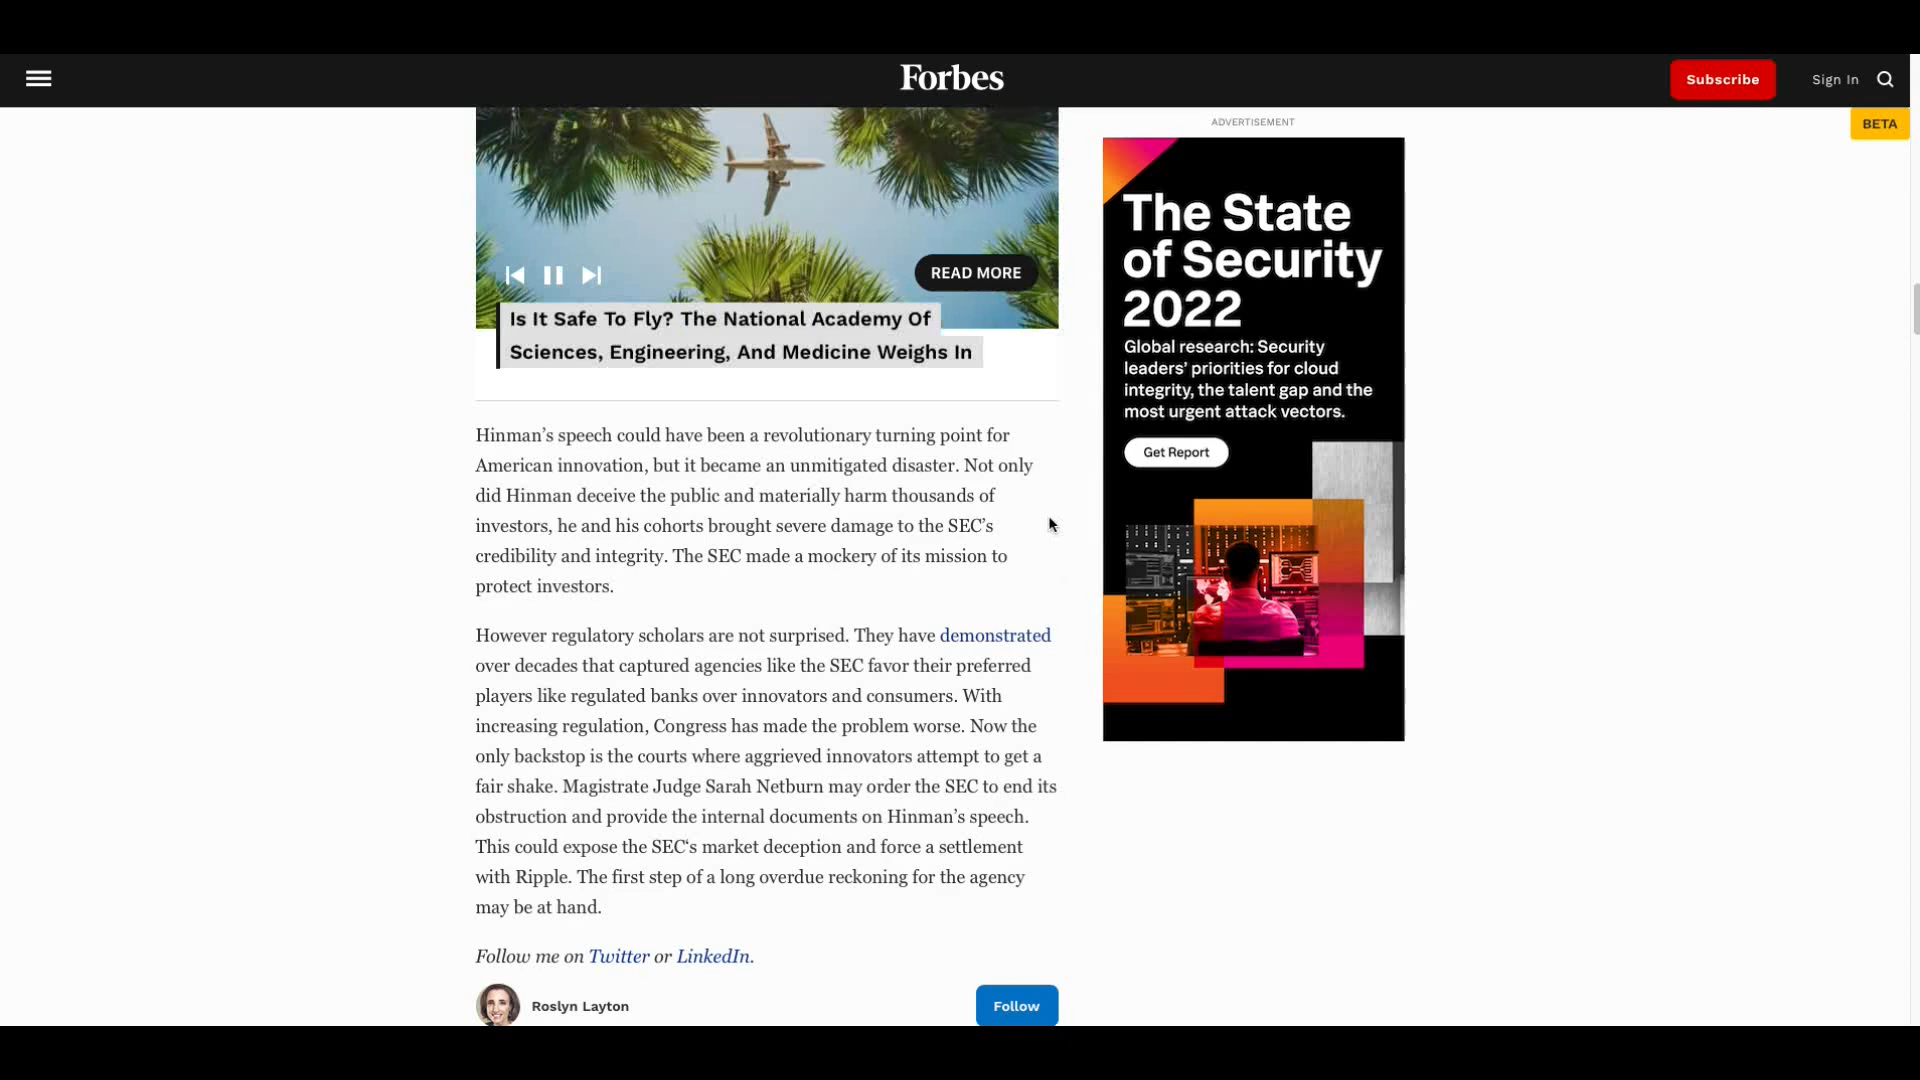 Forbes
Subscribe
Sign In
BETA
READ MORE
Is It Safe To Fly? The National Academy Of
Sciences, Engineering, And Medicine Weighs In
Hinman’s speech could have been a revolutionary turning point for
American innovation, but it became an unmitigated disaster. Not only
did Hinman deceive the public and materially harm thousands of
investors, he and his cohorts brought severe damage to the SEC’s
credibility and integrity. The SEC made a mockery of its mission to
protect investors.
However regulatory scholars are not surprised. They have demonstrated
over decades that captured agencies like the SEC favor their preferred
players like regulated banks over innovators and consumers. With
increasing regulation, Congress has made the problem worse. Now the
only backstop is the courts where aggrieved innovators attempt to get a
fair shake. Magistrate Judge Sarah Netburn may order the SEC to end its
obstruction and provide the internal documents on Hinman’s speech.
This could expose the SEC‘s market deception and force a settlement
with Ripple. The first step of a long overdue reckoning for the agency
may be at hand.
Follow me on Twitter or LinkedIn.
Roslyn Layton
Follow
ADVERTISEMENT
The State
of Security
2022
Global research: Security
leaders’ priorities for cloud
integrity, the talent gap and the
most urgent attack vectors.
Get Report